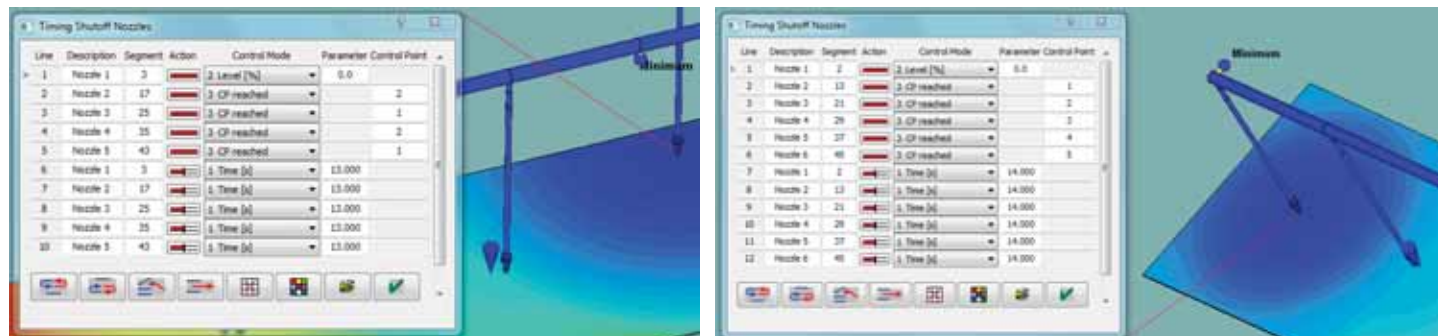 Timing Shutoff Nozzles
Line Description Segment Action Control Mode Parameter Control Point
1 Nozzle 1 3 2 Level [%] 0.0
2 Nozzle 2 17 3 CP reached 2
3 Nozzle 3 25 3 CP reached 1
4 Nozzle 4 35 3 CP reached 2
5 Nozzle 5 43 3 CP reached 1
6 Nozzle 1 3 1 Time [s] 13.000
7 Nozzle 2 17 1 Time [s] 13.000
8 Nozzle 3 25 1 Time [s] 13.000
9 Nozzle 4 35 1 Time [s] 13.000
10 Nozzle 5 43 1 Time [s] 13.000
Minimum
Timing Shutoff Nozzles
Line Description Segment Action Control Mode Parameter Control Point
1 Nozzle 1 2 2 Level [%] 0.0
2 Nozzle 2 13 3 CP reached 1
3 Nozzle 3 21 3 CP reached 2
4 Nozzle 4 29 3 CP reached 3
5 Nozzle 5 37 3 CP reached 4
6 Nozzle 6 3 CP reached 5
7 Nozzle 1 2 1 Time [s] 14.000
8 Nozzle 2 13 1 Time [s] 14.000
9 Nozzle 3 21 1 Time [s] 14.000
10 Nozzle 4 29 1 Time [s] 14.000
11 Nozzle 5 37 1 Time [s] 14.000
12 Nozzle 6 1 Time [s] 14.000
Minimum